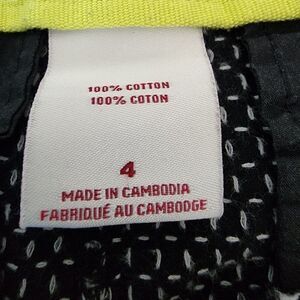 100% COTTON
100% COTON
4
MADE IN CAMBODIA
FABRIQUÉ AU CAMBODGE